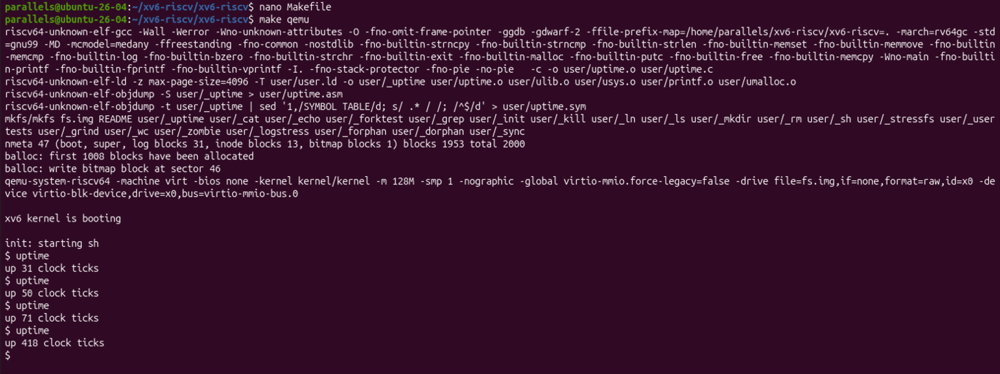 parallels@ubuntu-26-04:~/xv6-riscv/xv6-riscv$ nano Makefile
parallels@ubuntu-26-04:~/xv6-riscv/xv6-riscv$ make qemu
riscv64-unknown-elf-gcc -Wall -Werror -Wno-unknown-attributes -O -fno-omit-frame-pointer -ggdb -gdwarf-2 -ffile-prefix-map=/home/parallels/xv6-riscv/xv6-riscv=. -march=rv64gc -std
=gnu99 -MD -mcmodel=medany -ffreestanding -fno-common -nostdlib -fno-builtin-strncpy -fno-builtin-strncmp -fno-builtin-strlen -fno-builtin-memset -fno-builtin-memmove -fno-builtin
-memcmp -fno-builtin-log -fno-builtin-bzero -fno-builtin-strchr -fno-builtin-exit -fno-builtin-malloc -fno-builtin-putc -fno-builtin-free -fno-builtin-memcpy -Wno-main -fno-builti
n-printf -fno-builtin-fprintf -fno-builtin-vprintf -I. -fno-stack-protector -fno-pie -no-pie   -c -o user/uptime.o user/uptime.c
riscv64-unknown-elf-ld -z max-page-size=4096 -T user/user.ld -o user/_uptime user/uptime.o user/ulib.o user/usys.o user/printf.o user/umalloc.o
riscv64-unknown-elf-objdump -S user/_uptime > user/uptime.asm
riscv64-unknown-elf-objdump -t user/_uptime | sed '1,/SYMBOL TABLE/d; s/ .* / /; /^$/d' > user/uptime.sym
mkfs/mkfs fs.img README user/_uptime user/_cat user/_echo user/_forktest user/_grep user/_init user/_kill user/_ln user/_ls user/_mkdir user/_rm user/_sh user/_stressfs user/_user
tests user/_grind user/_wc user/_zombie user/_logstress user/_forphan user/_dorphan user/_sync
nmeta 47 (boot, super, log blocks 31, inode blocks 13, bitmap blocks 1) blocks 1953 total 2000
balloc: first 1008 blocks have been allocated
balloc: write bitmap block at sector 46
qemu-system-riscv64 -machine virt -bios none -kernel kernel/kernel -m 128M -smp 1 -nographic -global virtio-mmio.force-legacy=false -drive file=fs.img,if=none,format=raw,id=x0 -de
vice virtio-blk-device,drive=x0,bus=virtio-mmio-bus.0

xv6 kernel is booting

init: starting sh
$ uptime
up 31 clock ticks
$ uptime
up 50 clock ticks
$ uptime
up 71 clock ticks
$ uptime
up 418 clock ticks
$